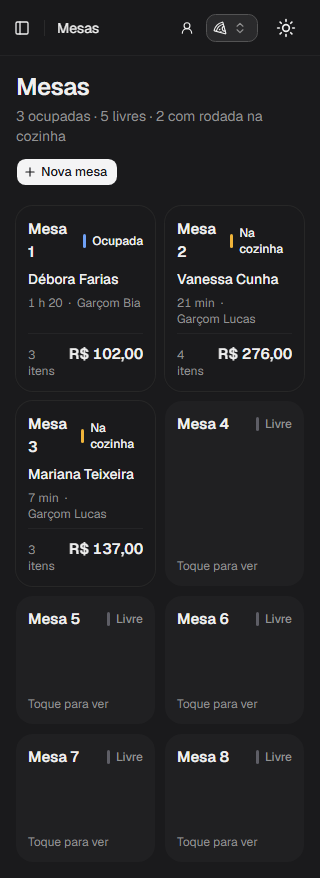 Mesas
Mesas
3 ocupadas · 5 livres · 2 com rodada na
cozinha
+ Nova mesa
Mesa
1
Ocupada
Débora Farias
1 h 20 · Garçom Bia
3
itens
R$ 102,00
Mesa
2
Na
cozinha
Vanessa Cunha
21 min ·
Garçom Lucas
4
itens
R$ 276,00
Mesa
3
Na
cozinha
Mariana Teixeira
7 min ·
Garçom Lucas
3
itens
R$ 137,00
Mesa 4
Livre
Toque para ver
Mesa 5
Livre
Toque para ver
Mesa 6
Livre
Toque para ver
Mesa 7
Livre
Toque para ver
Mesa 8
Livre
Toque para ver